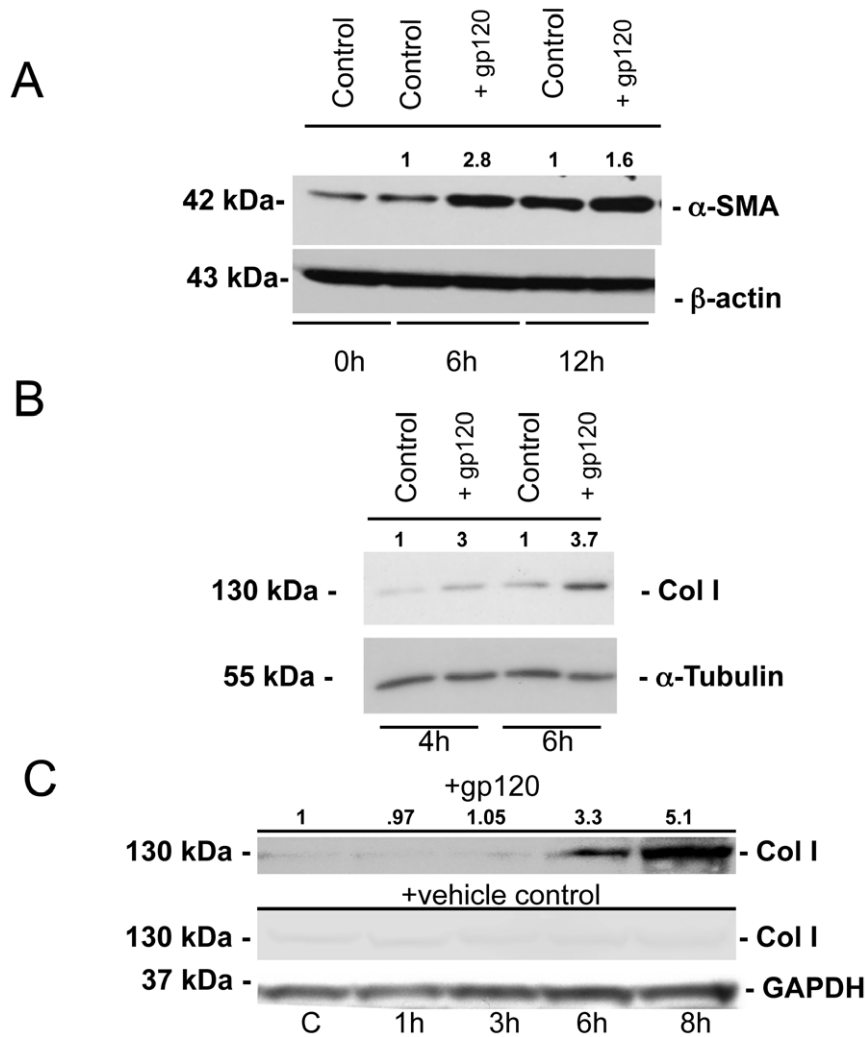 A
Control Control + gp120 Control + gp120
1 2.8 1 1.6
42 kDa- - α-SMA
43 kDa- - β-actin
0h 6h 12h
B
Control + gp120 Control + gp120
1 3 1 3.7
130 kDa - - Col I
55 kDa - - α-Tubulin
4h 6h
C
+gp120
1 .97 1.05 3.3 5.1
130 kDa - - Col I
+vehicle control
130 kDa - - Col I
37 kDa - - GAPDH
C 1h 3h 6h 8h